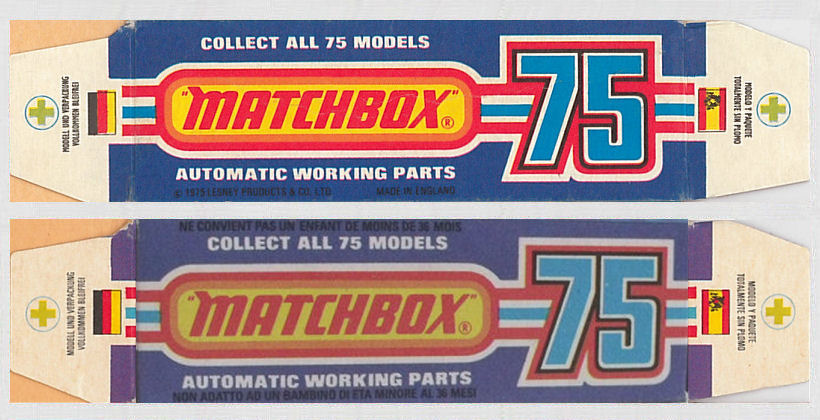 COLLECT ALL 75 MODELS
MODELL UND VERPACKUNG
VOLLKOMMEN BLEIFREI
"MATCHBOX"®
75
MODELO Y PAQUETE
TOTALMENTE SIN PLOMO
AUTOMATIC WORKING PARTS
© 1975 LESNEY PRODUCTS & CO. LTD. MADE IN ENGLAND
NE CONVIENT PAS UN ENFANT DE MOINS DE 36 MOIS
COLLECT ALL 75 MODELS
MODELL UND VERPACKUNG
VOLLKOMMEN BLEIFREI
"MATCHBOX"®
75
MODELO Y PAQUETE
TOTALMENTE SIN PLOMO
AUTOMATIC WORKING PARTS
NON ADATTO AD UN BAMBINO DI ETA MINORE AL 36 MESI